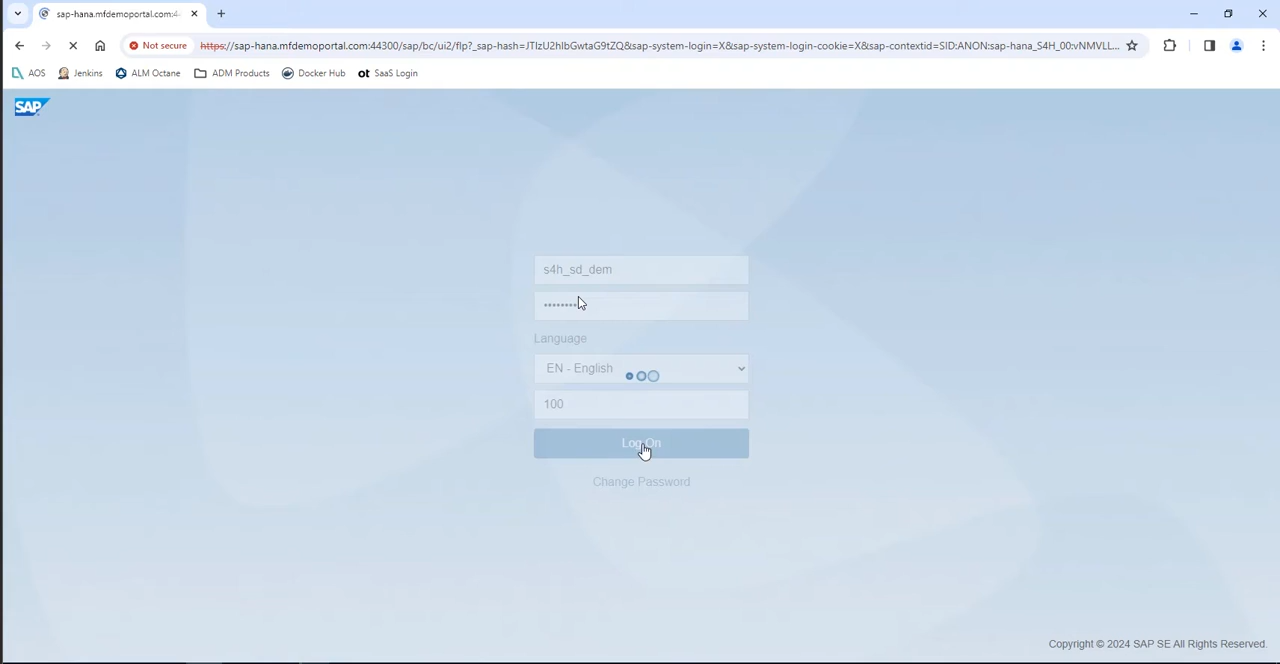 sap-hana.mfdemoportal.com:44
Not secure
https://sap-hana.mfdemoportal.com:44300/sap/bc/ui2/flp?_sap-hash=JTIzU2hlbGwtaG9tZQ&sap-system-login=X&sap-system-login-cookie=X&sap-contextid=SID:ANON:sap-hana_S4H_00:vNMVLL...
AOS
Jenkins
ALM Octane
ADM Products
Docker Hub
ot SaaS Login
SAP
s4h_sd_dem
Language
EN - English
100
Log On
Change Password
Copyright © 2024 SAP SE All Rights Reserved.